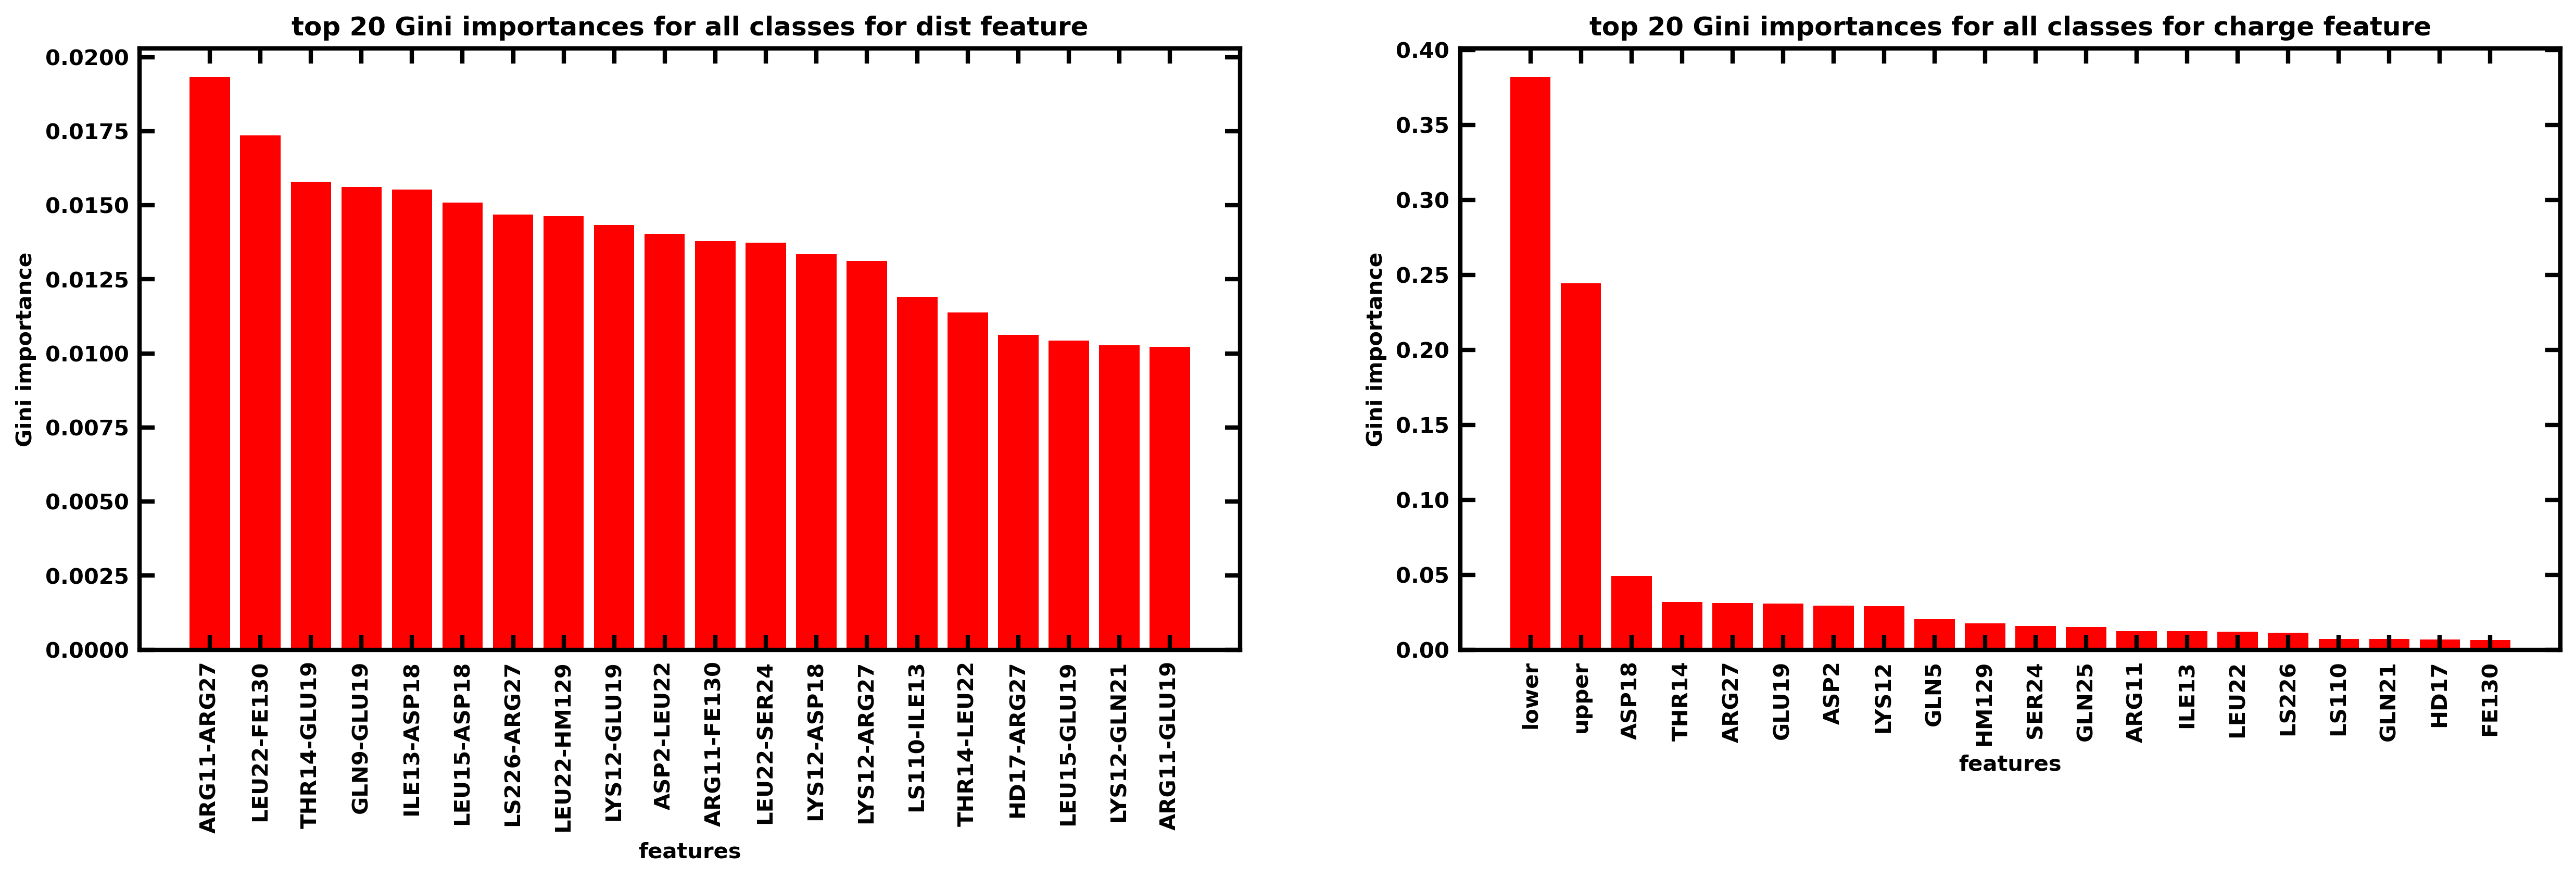 top 20 Gini importances for all classes for dist feature
Gini importance
0.0200
0.0175
0.0150
0.0125
0.0100
0.0075
0.0050
0.0025
0.0000
ARG11-ARG27
LEU22-FE130
THR14-GLU19
GLN9-GLU19
ILE13-ASP18
LEU15-ASP18
LS226-ARG27
LEU22-HM129
LYS12-GLU19
ASP2-LEU22
ARG11-FE130
LEU22-SER24
LYS12-ASP18
LYS12-ARG27
LS110-ILE13
THR14-LEU22
HD17-ARG27
LEU15-GLU19
LYS12-GLN21
ARG11-GLU19
features
top 20 Gini importances for all classes for charge feature
Gini importance
0.40
0.35
0.30
0.25
0.20
0.15
0.10
0.05
0.00
lower
upper
ASP18
THR14
ARG27
GLU19
ASP2
LYS12
GLN5
HM129
SER24
GLN25
ARG11
ILE13
LEU22
LS226
LS110
GLN21
HD17
FE130
features